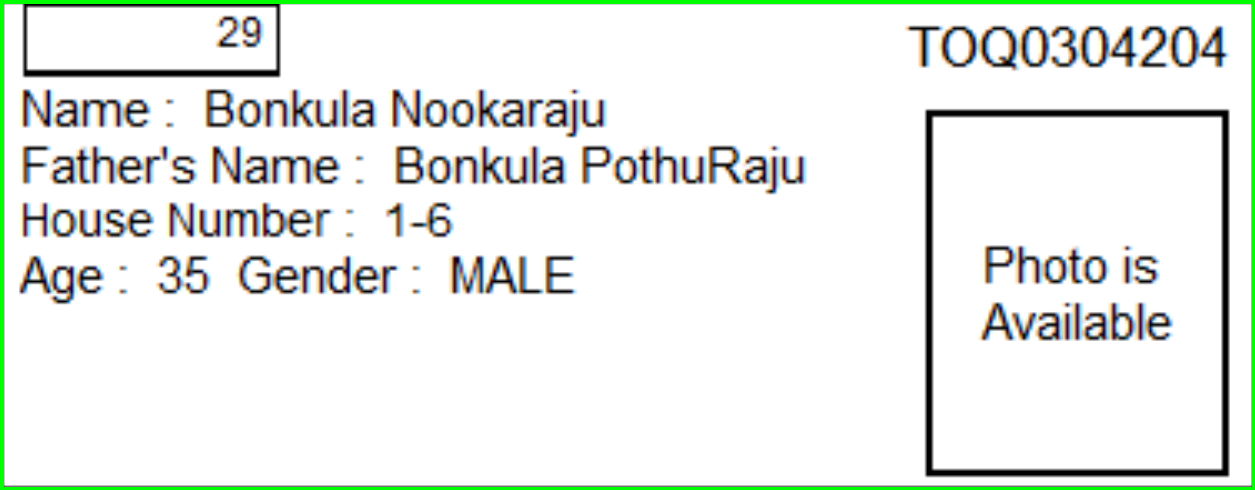 29
TOQ0304204
Name : Bonkula Nookaraju
Father's Name : Bonkula PothuRaju
House Number : 1-6
Age : 35 Gender : MALE
Photo is
Available